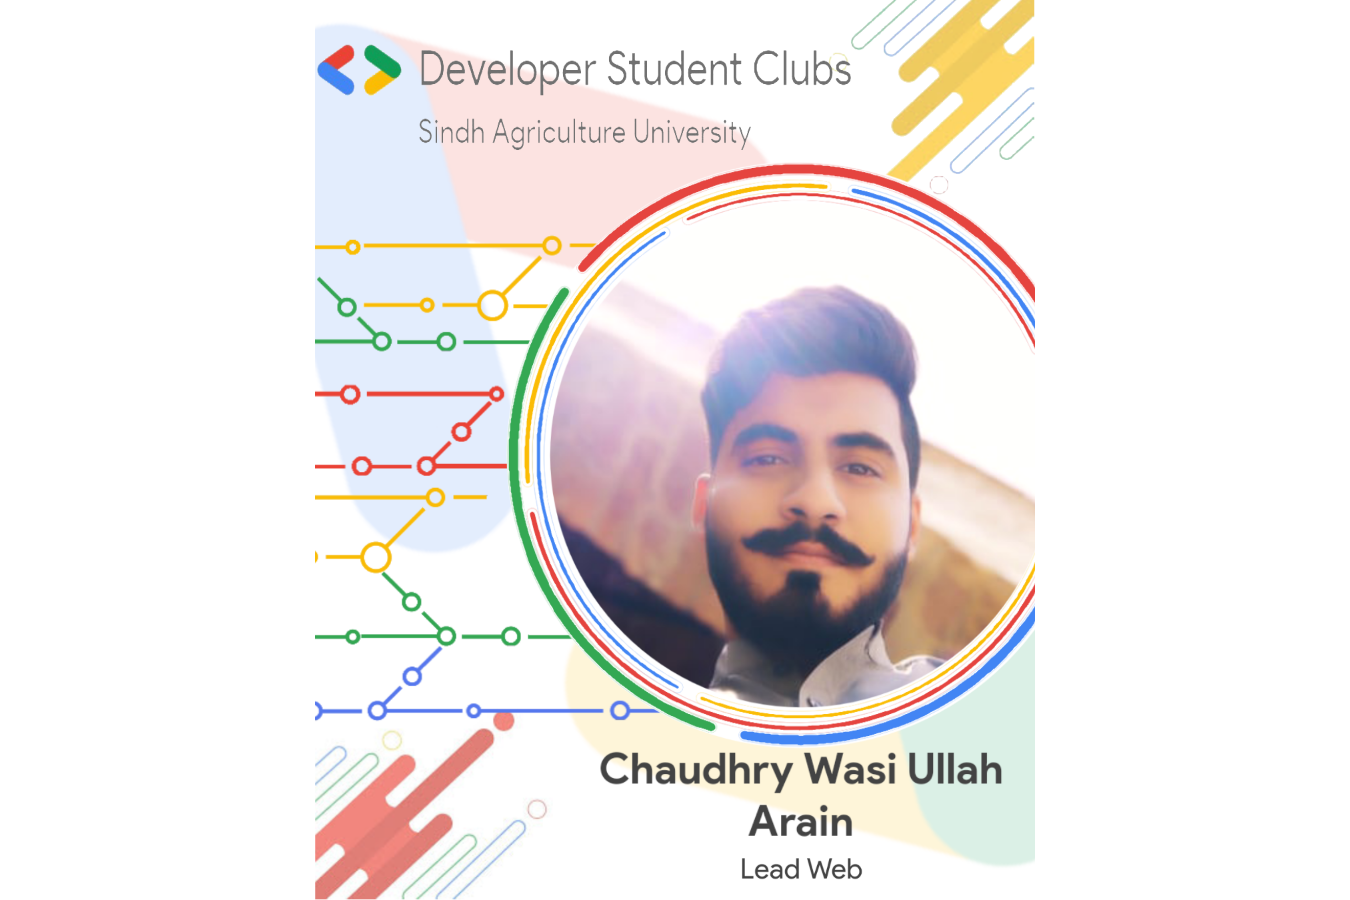 Developer Student Clubs
Sindh Agriculture University
Chaudhry Wasi Ullah
Arain
Lead Web